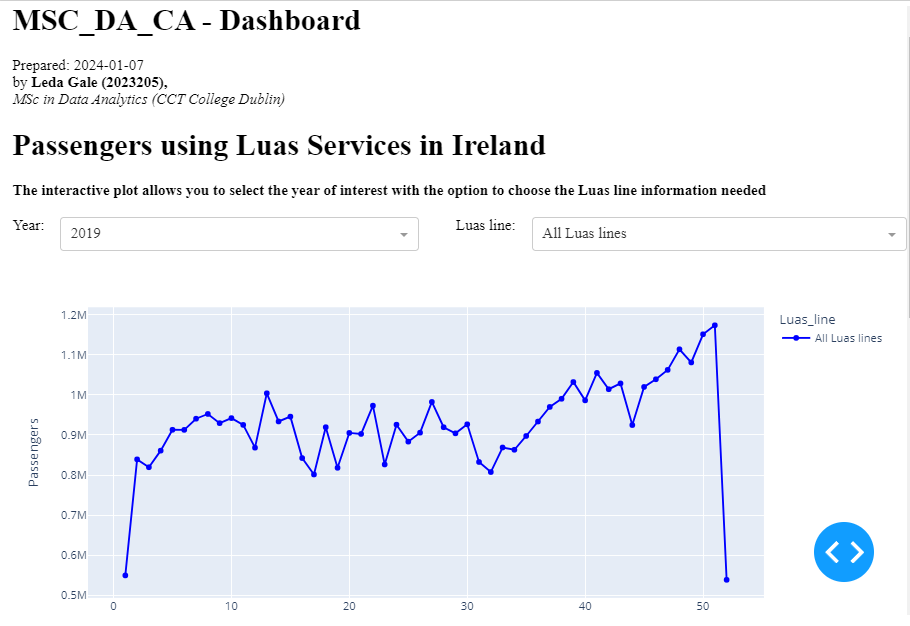 MSC_DA_CA - Dashboard
Prepared: 2024-01-07
by Leda Gale (2023205),
MSc in Data Analytics (CCT College Dublin)
Passengers using Luas Services in Ireland
The interactive plot allows you to select the year of interest with the option to choose the Luas line information needed
Year: 2019 Luas line: All Luas lines
Luas_line
All Luas lines
Passengers
1.2M
1.1M
1M
0.9M
0.8M
0.7M
0.6M
0.5M
0 10 20 30 40 50